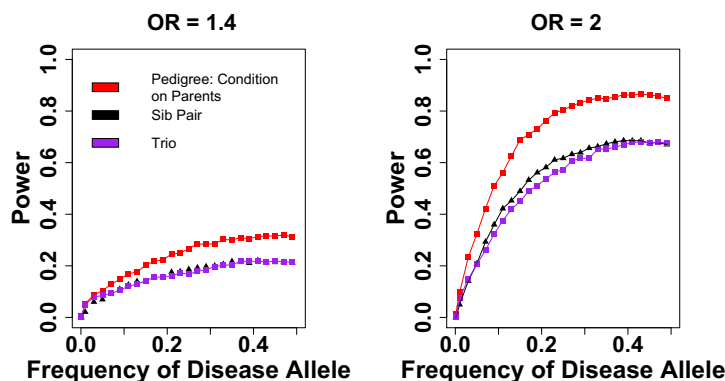 OR = 1.4
Power
1.0
0.8
0.6
0.4
0.2
0.0
Pedigree: Condition
on Parents
Sib Pair
Trio
0.0
0.2
0.4
Frequency of Disease Allele
OR = 2
Power
1.0
0.8
0.6
0.4
0.2
0.0
0.0
0.2
0.4
Frequency of Disease Allele